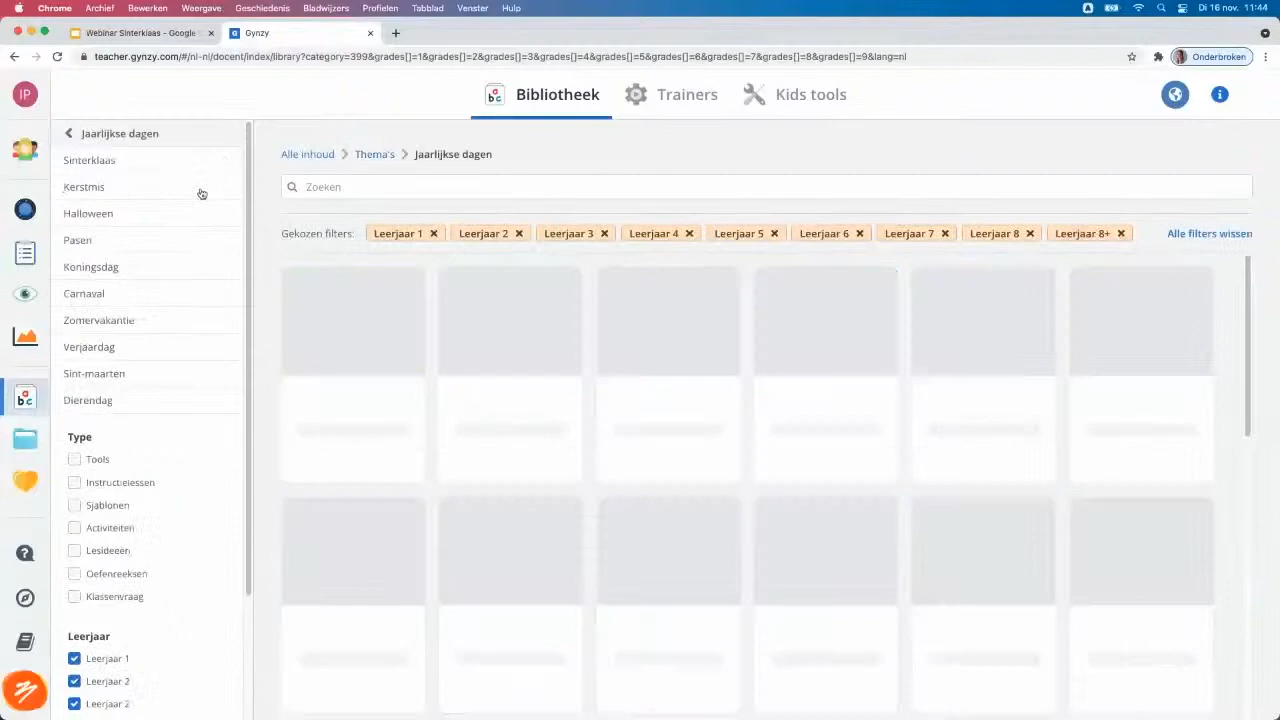 Chrome Archief Bewerken Weergave Geschiedenis Bladwijzers Profielen Tabblad Venster Hulp Di 16 nov. 11:44
Webinar Sinterklaas - Google Gynzy
teacher.gynzy.com/#/nl-nl/docent/index/library?category=399&grades[]=1&grades[]=2&grades[]=3&grades[]=4&grades[]=5&grades[]=6&grades[]=7&grades[]=8&grades[]=9&lang=nl Onderbroken
IP Bibliotheek Trainers Kids tools
Jaarlijkse dagen
Sinterklaas
Kerstmis
Halloween
Pasen
Koningsdag
Carnaval
Zomervakantie
Verjaardag
Sint-maarten
Dierendag
Type
Tools
Instructielessen
Sjablonen
Activiteiten
Lesideeën
Oefenreeksen
Klassenvraag
Leerjaar
Leerjaar 1
Leerjaar 2
Leerjaar 2
Alle inhoud Thema's Jaarlijkse dagen
Zoeken
Gekozen filters: Leerjaar 1 Leerjaar 2 Leerjaar 3 Leerjaar 4 Leerjaar 5 Leerjaar 6 Leerjaar 7 Leerjaar 8 Leerjaar 8+ Alle filters wissen